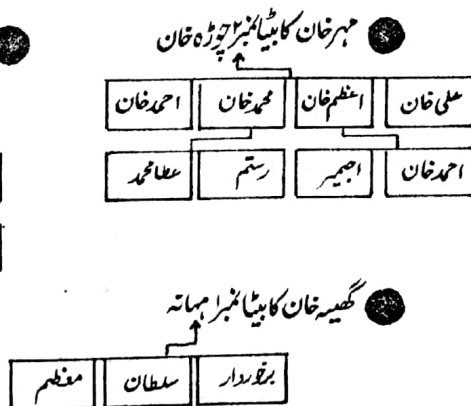 مہر خان کا بیٹا نمبر ۲ چوڑہ خان
علی خان اعظم خان محمد خان احمد خان
احمد خان اجمیر رستم عطا محمد
گھیبہ خان کا بیٹا نمبر ۱ مہاتہ
برخوردار سلطان معظم